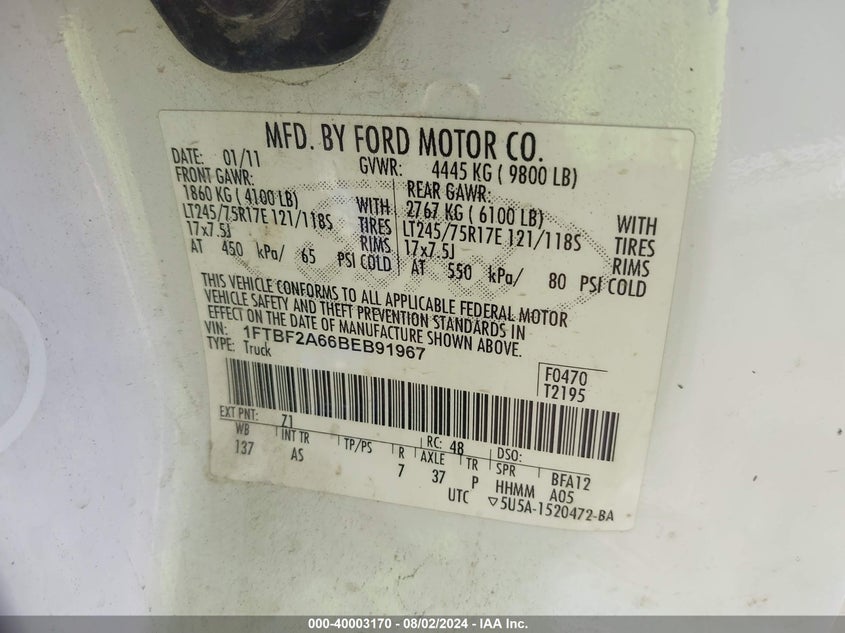 MFD. BY FORD MOTOR CO.
DATE: 01/11 GVWR: 4445 KG ( 9800 LB)
FRONT GAWR: REAR GAWR:
1860 KG ( 4100 LB) WITH 2767 KG ( 6100 LB) WITH
LT245/75R17E 121/118S TIRES LT245/75R17E 121/118S TIRES
17x7.5J RIMS 17x7.5J RIMS
AT 450 kPa/ 65 PSI COLD AT 550 kPa/ 80 PSI COLD
THIS VEHICLE CONFORMS TO ALL APPLICABLE FEDERAL MOTOR
VEHICLE SAFETY AND THEFT PREVENTION STANDARDS IN
EFFECT ON THE DATE OF MANUFACTURE SHOWN ABOVE.
VIN: 1FTBF2A66BEB91967
TYPE: Truck
F0470
T2195
EXT PNT: 71 RC: 48 DSO:
WB INT TR TP/PS R AXLE TR SPR BFA12
137 AS 7 37 P HHMM A05
UTC ▽5U5A-1520472-BA
000-40003170 - 08/02/2024 - IAA Inc.